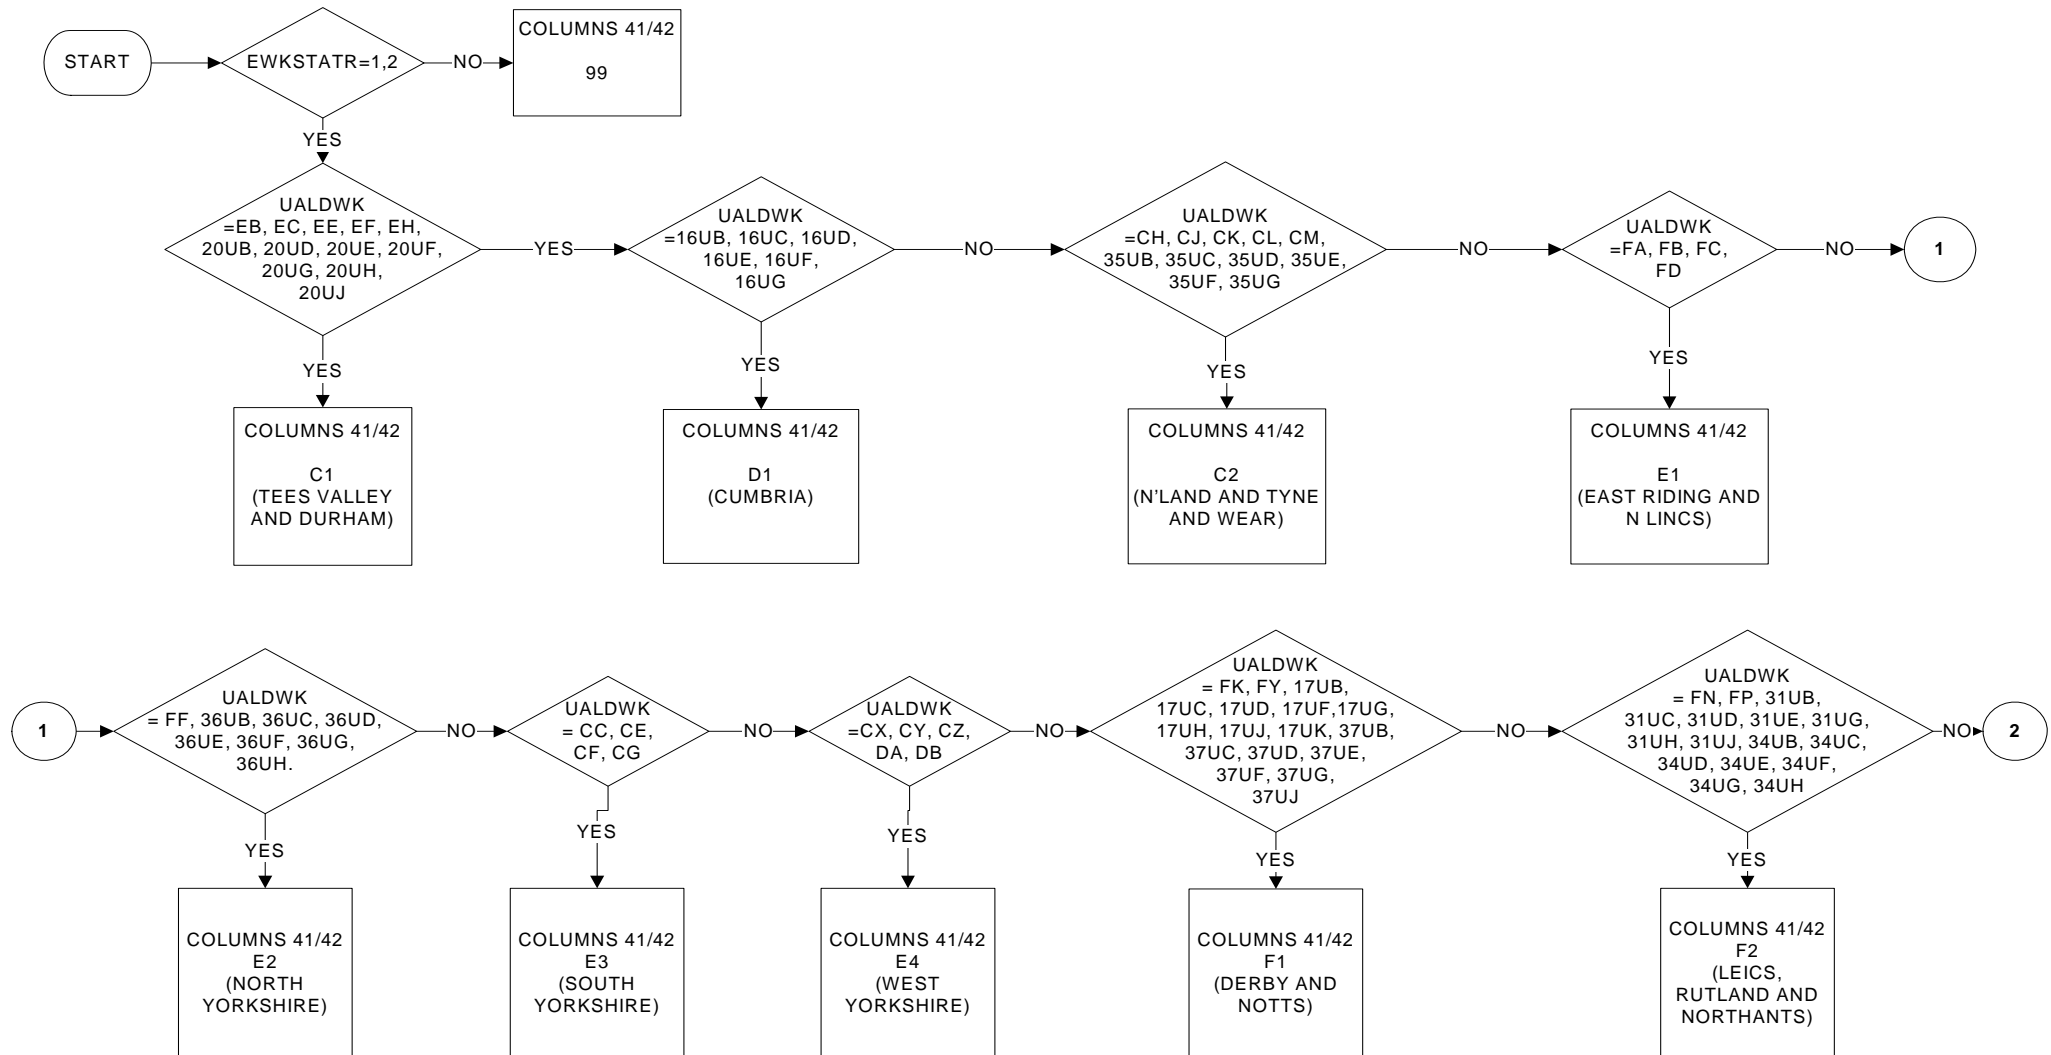 START
EWKSTATR=1,2
NO
COLUMNS 41/42
99
YES
UALDWK
=EB, EC, EE, EF, EH,
20UB, 20UD, 20UE, 20UF,
20UG, 20UH,
20UJ
YES
UALDWK
=16UB, 16UC, 16UD,
16UE, 16UF,
16UG
NO
UALDWK
=CH, CJ, CK, CL, CM,
35UB, 35UC, 35UD, 35UE,
35UF, 35UG
NO
UALDWK
=FA, FB, FC,
FD
NO
1
YES
YES
YES
YES
COLUMNS 41/42
C1
(TEES VALLEY
AND DURHAM)
COLUMNS 41/42
D1
(CUMBRIA)
COLUMNS 41/42
C2
(N'LAND AND TYNE
AND WEAR)
COLUMNS 41/42
E1
(EAST RIDING AND
N LINCS)
1
UALDWK
= FF, 36UB, 36UC, 36UD,
36UE, 36UF, 36UG,
36UH.
NO
UALDWK
= CC, CE,
CF, CG
NO
UALDWK
=CX, CY, CZ,
DA, DB
NO
UALDWK
= FK, FY, 17UB,
17UC, 17UD, 17UF,17UG,
17UH, 17UJ, 17UK, 37UB,
37UC, 37UD, 37UE,
37UF, 37UG,
37UJ
NO
UALDWK
= FN, FP, 31UB,
31UC, 31UD, 31UE, 31UG,
31UH, 31UJ, 34UB, 34UC,
34UD, 34UE, 34UF,
34UG, 34UH
NO
2
YES
YES
YES
YES
YES
COLUMNS 41/42
E2
(NORTH
YORKSHIRE)
COLUMNS 41/42
E3
(SOUTH
YORKSHIRE)
COLUMNS 41/42
E4
(WEST
YORKSHIRE)
COLUMNS 41/42
F1
(DERBY AND
NOTTS)
COLUMNS 41/42
F2
(LEICS,
RUTLAND AND
NORTHANTS)